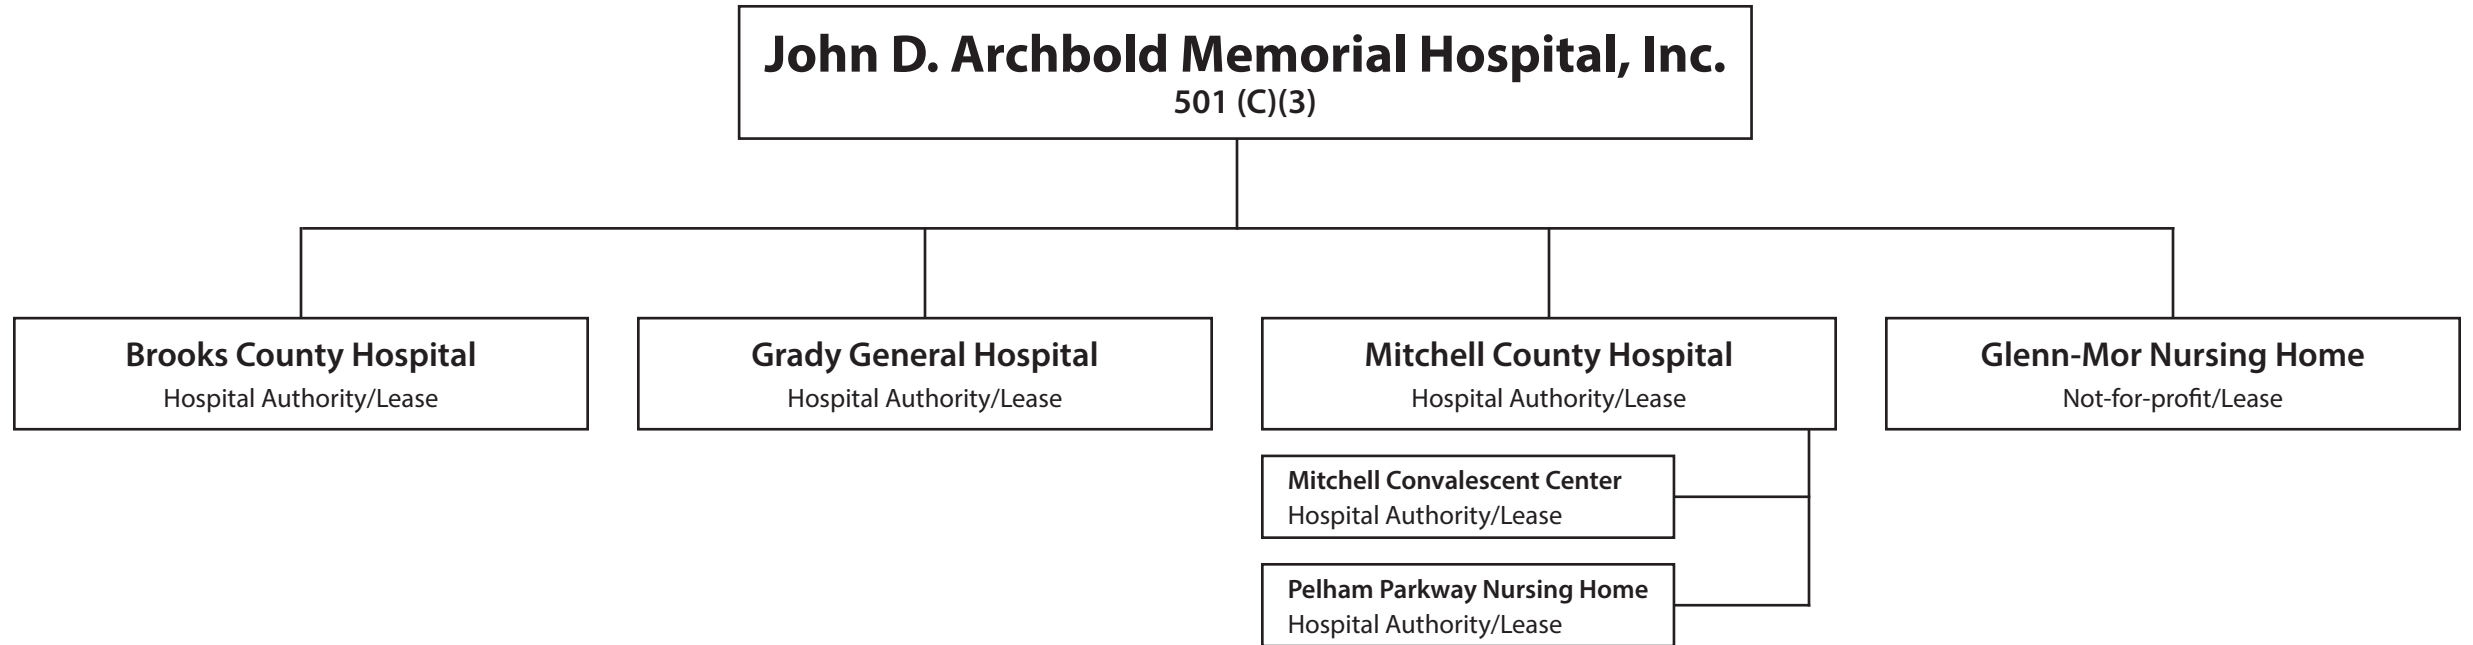 John D. Archbold Memorial Hospital, Inc.
501 (C)(3)
Brooks County Hospital
Hospital Authority/Lease
Grady General Hospital
Hospital Authority/Lease
Mitchell County Hospital
Hospital Authority/Lease
Glenn-Mor Nursing Home
Not-for-profit/Lease
Mitchell Convalescent Center
Hospital Authority/Lease
Pelham Parkway Nursing Home
Hospital Authority/Lease